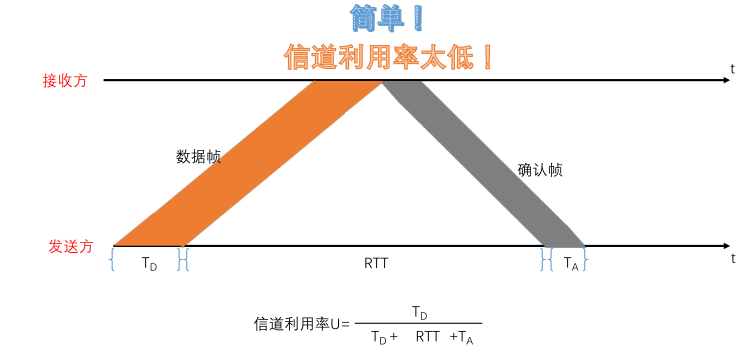 简单！
信道利用率太低！
t
接收方
数据帧
确认帧
发送方
t
T_D RTT T_A
信道利用率U= T_D
T_D + RTT +T_A